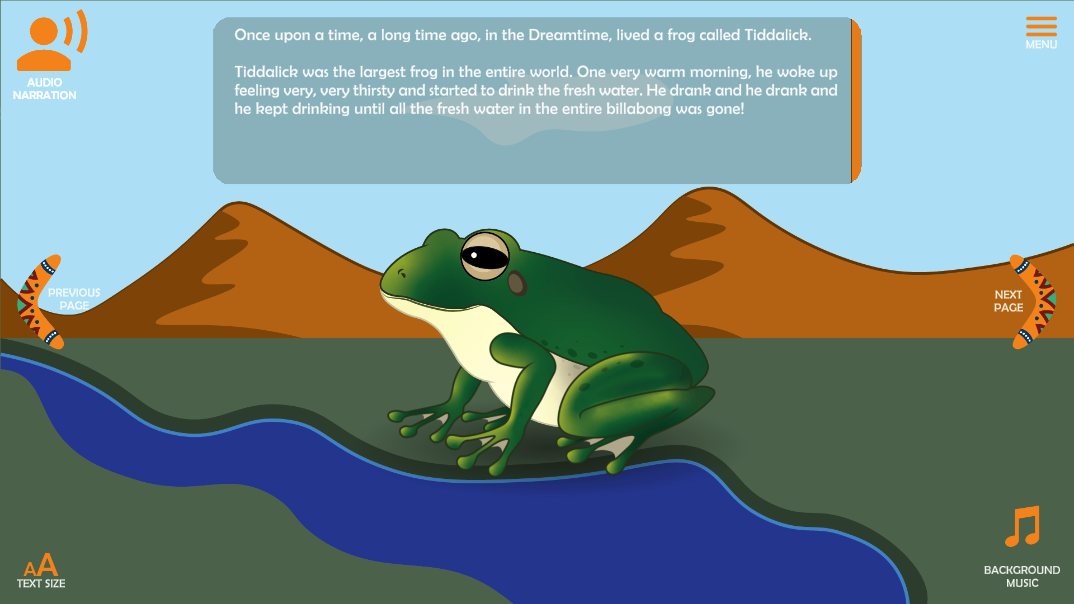 AUDIO
NARRATION
Once upon a time, a long time ago, in the Dreamtime, lived a frog called Tiddalick.
Tiddalick was the largest frog in the entire world. One very warm morning, he woke up
feeling very, very thirsty and started to drink the fresh water. He drank and he drank and
he kept drinking until all the fresh water in the entire billabong was gone!
MENU
PREVIOUS
PAGE
NEXT
PAGE
AA
TEXT SIZE
BACKGROUND
MUSIC